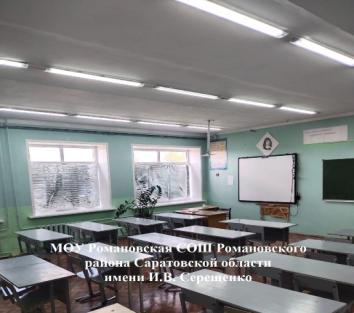 МОУ Романовская СОШ Романовского
района Саратовской области
имени И.В. Серещенко